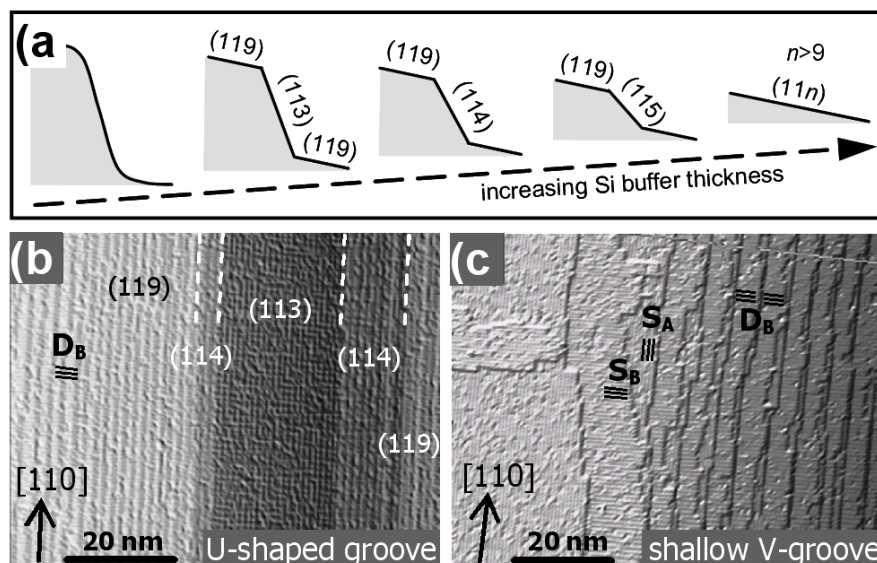 (a
(119)
(113)
(119)
(119)
(114)
(119)
(115)
n>9
(11n)
increasing Si buffer thickness
(b
(119)
(113)
(114)
(114)
(119)
D_B
[110]
20 nm
U-shaped groove
(c
S_A
D_B
S_B
[110]
20 nm
shallow V-groove